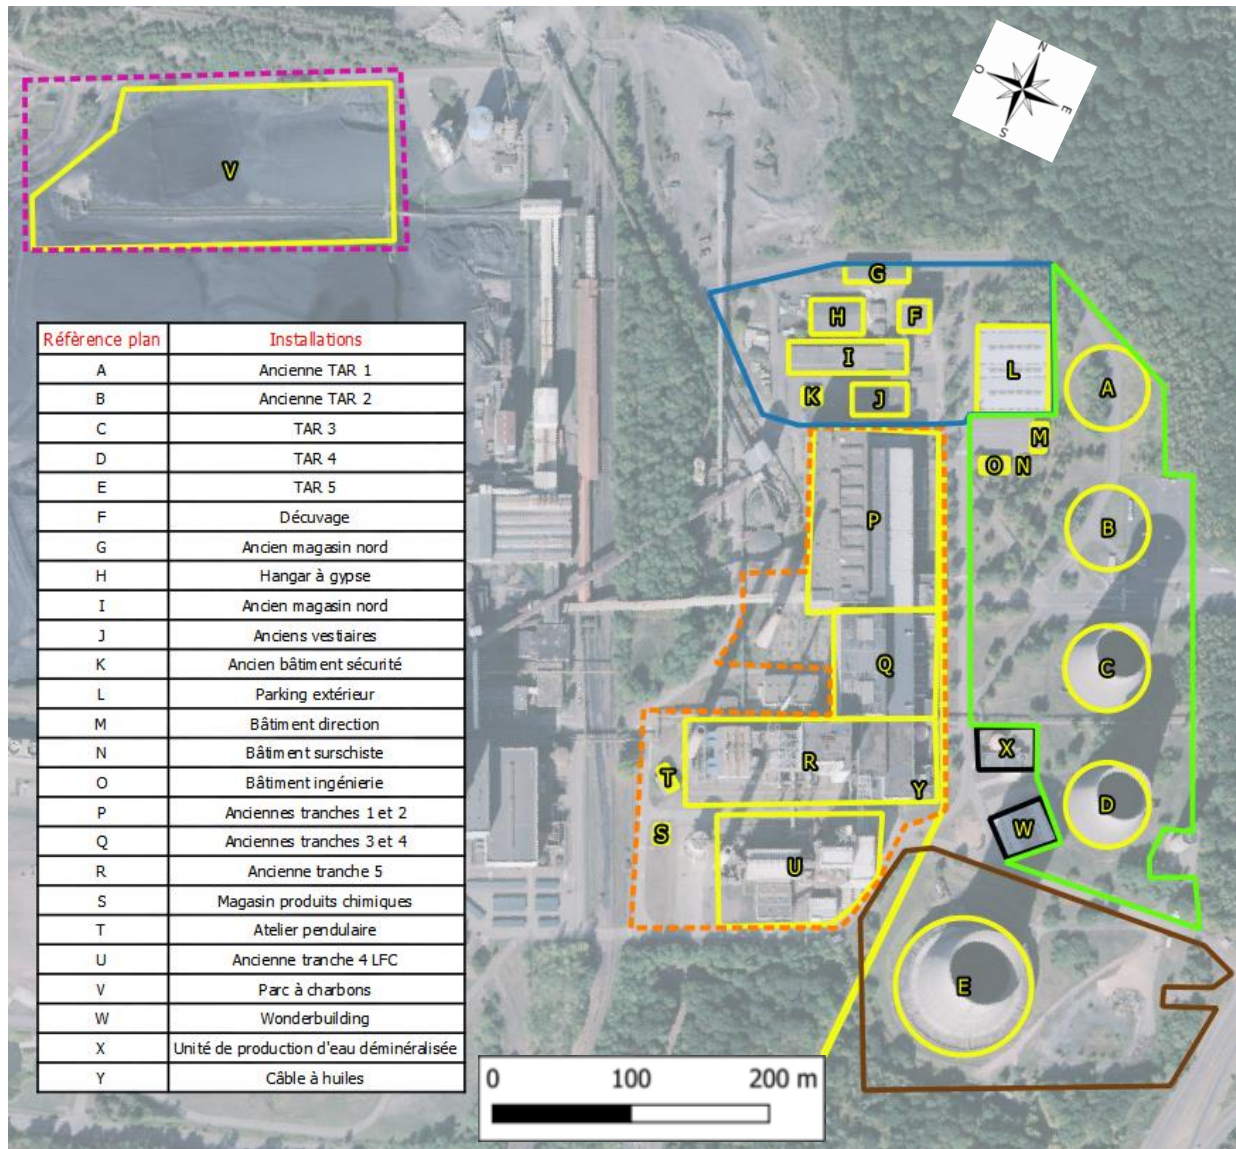 N
O
E
S
V
G
H
F
I
L
A
K
J
M
O
N
B
P
C
Q
X
R
T
Y
D
S
W
U
E
Réfèrence plan Installations
A Ancienne TAR 1
B Ancienne TAR 2
C TAR 3
D TAR 4
E TAR 5
F Décuvage
G Ancien magasin nord
H Hangar à gypse
I Ancien magasin nord
J Anciens vestiaires
K Ancien bâtiment sécurité
L Parking extérieur
M Bâtiment direction
N Bâtiment surschiste
O Bâtiment ingénierie
P Anciennes tranches 1 et 2
Q Anciennes tranches 3 et 4
R Ancienne tranche 5
S Magasin produits chimiques
T Atelier pendulaire
U Ancienne tranche 4 LFC
V Parc à charbons
W Wonderbuilding
X Unité de production d'eau déminéralisée
Y Câble à huiles
0 100 200 m